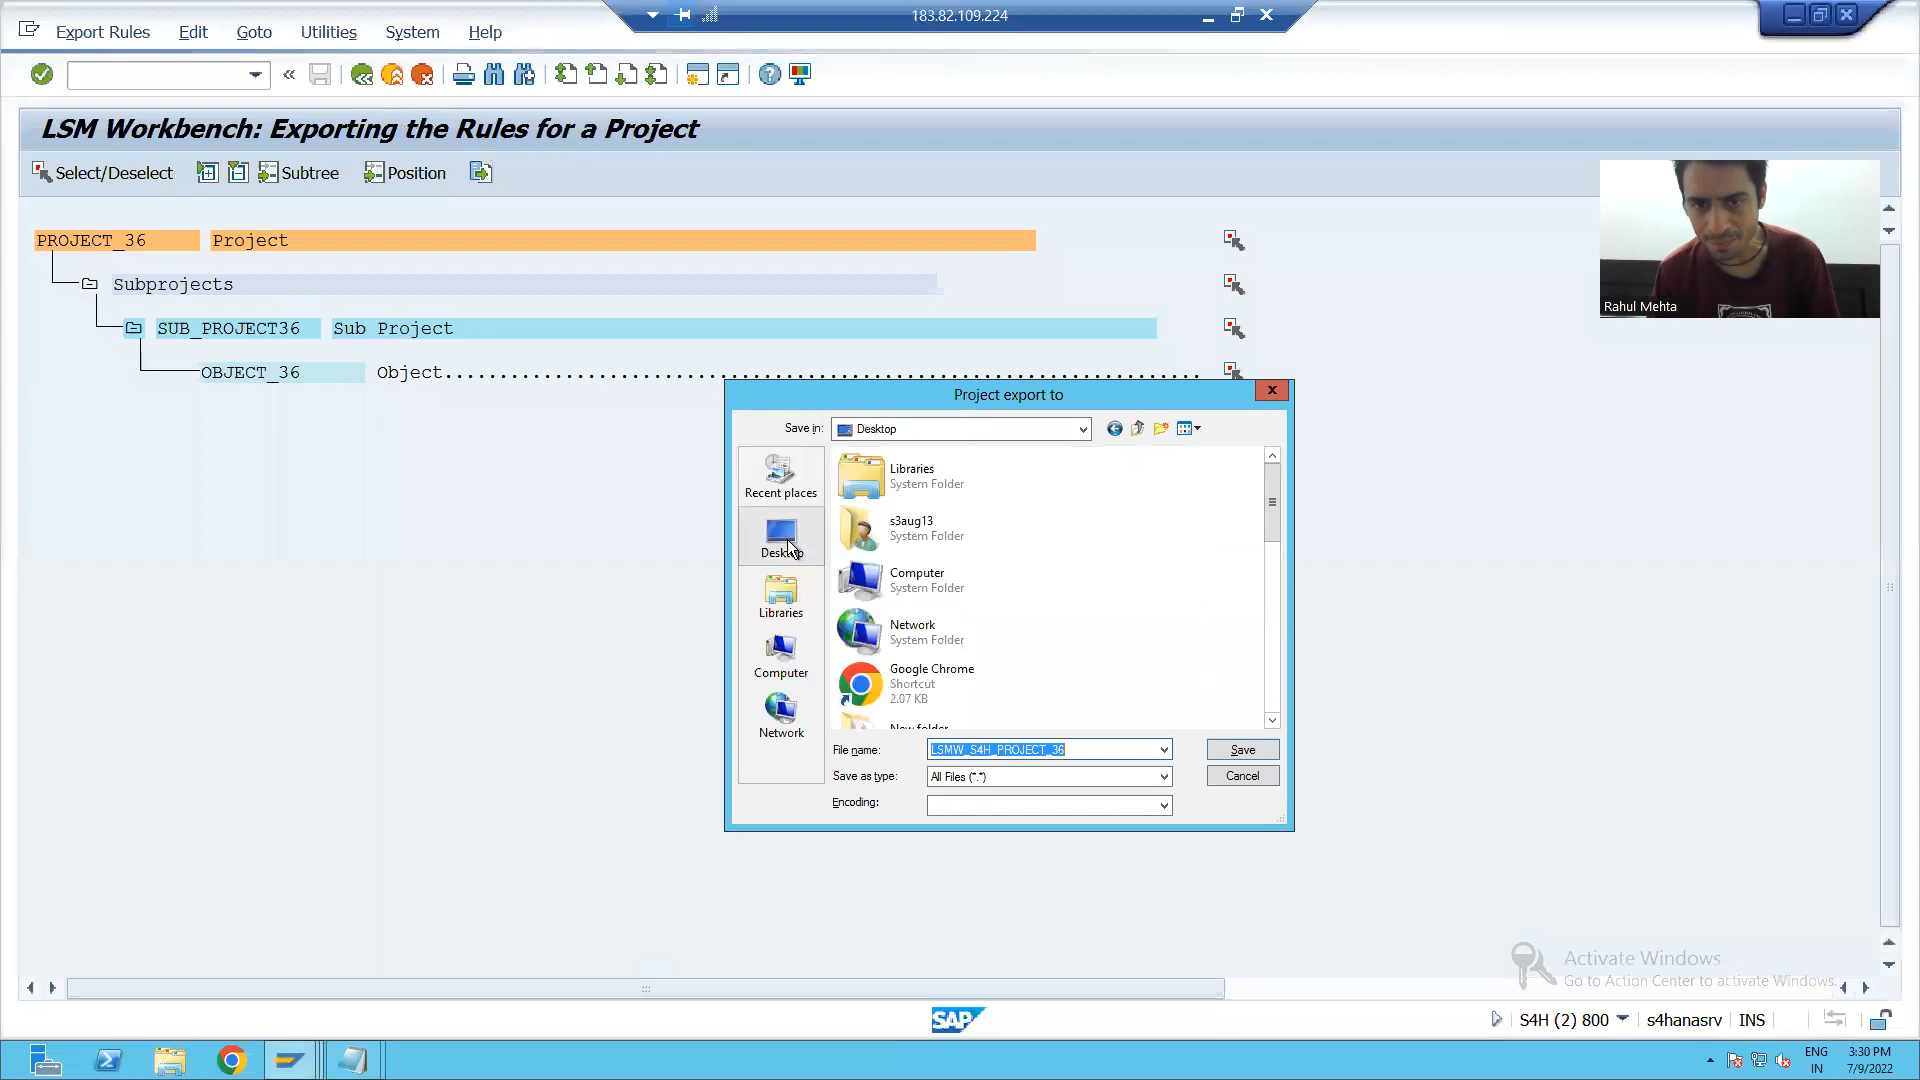 183.82.109.224
Export Rules Edit Goto Utilities System Help
LSM Workbench: Exporting the Rules for a Project
Select/Deselect Subtree Position
PROJECT_36 Project
Subprojects
SUB_PROJECT36 Sub Project
OBJECT_36 Object
Rahul Mehta
Project export to
Save in: Desktop
Recent places
Desktop
Libraries
Computer
Network
Libraries
System Folder
s3aug13
System Folder
Computer
System Folder
Network
System Folder
Google Chrome
Shortcut
2.07 KB
New folder
File name: LSMW_S4H_PROJECT_36 Save
Save as type: All Files (*.*) Cancel
Encoding:
Activate Windows
Go to Action Center to activate Windows.
SAP S4H (2) 800 s4hanasrv INS
ENG 3:30 PM
IN 7/9/2022